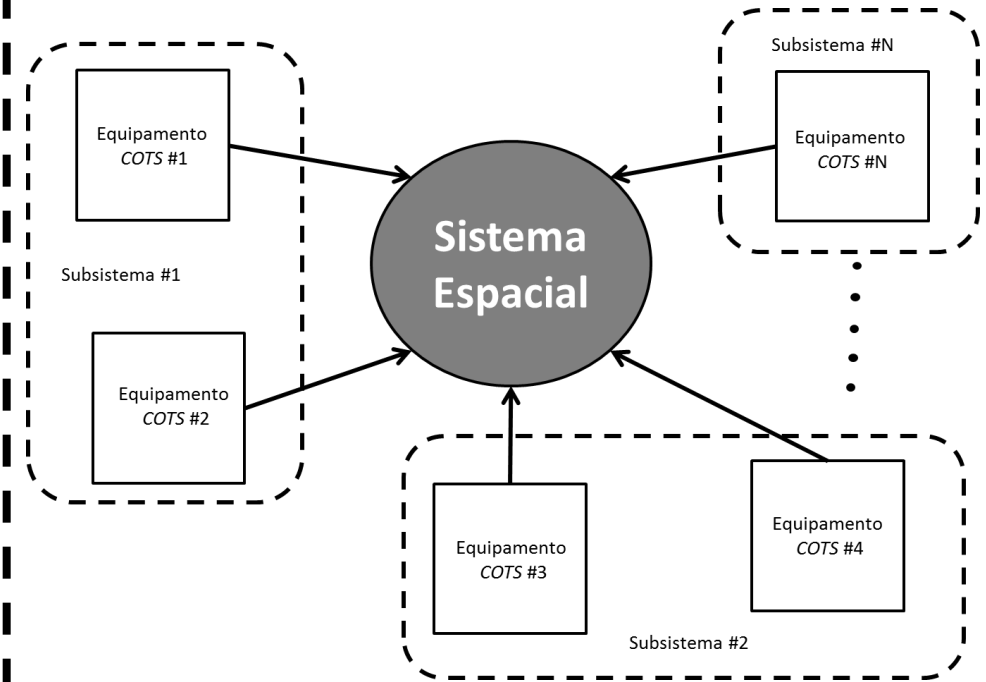 Equipamento
COTS #1
Subsistema #1
Equipamento
COTS #2
Sistema
Espacial
Subsistema #N
Equipamento
COTS #N
Equipamento
COTS #3
Equipamento
COTS #4
Subsistema #2